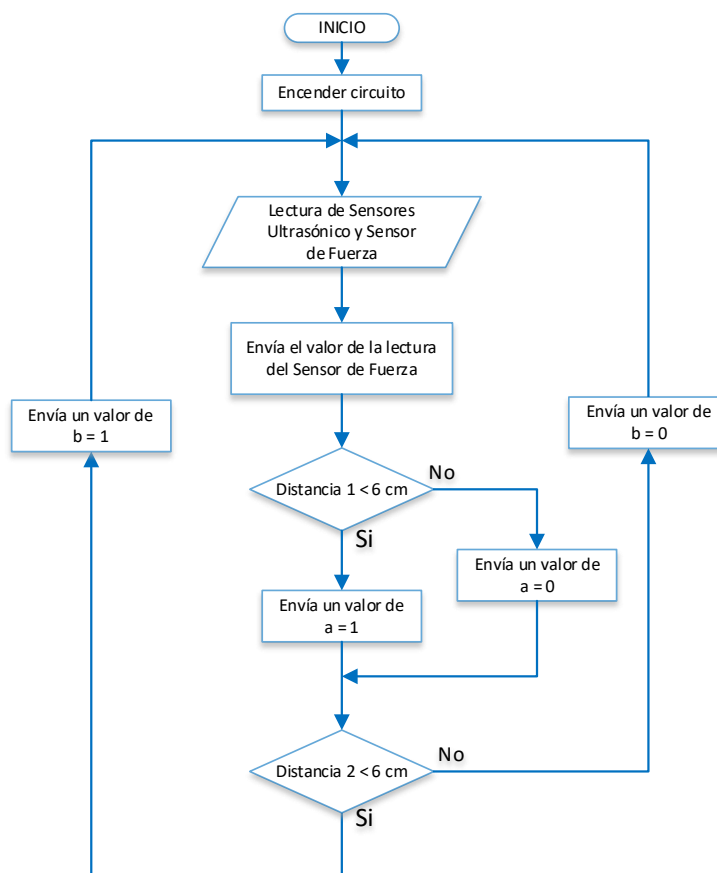 INICIO
Encender circuito
Lectura de Sensores
Ultrasónico y Sensor
de Fuerza
Envía el valor de la lectura
del Sensor de Fuerza
Envía un valor de
b = 1
Envía un valor de
b = 0
Distancia 1 < 6 cm
No
Si
Envía un valor de
a = 0
Envía un valor de
a = 1
Distancia 2 < 6 cm
No
Si